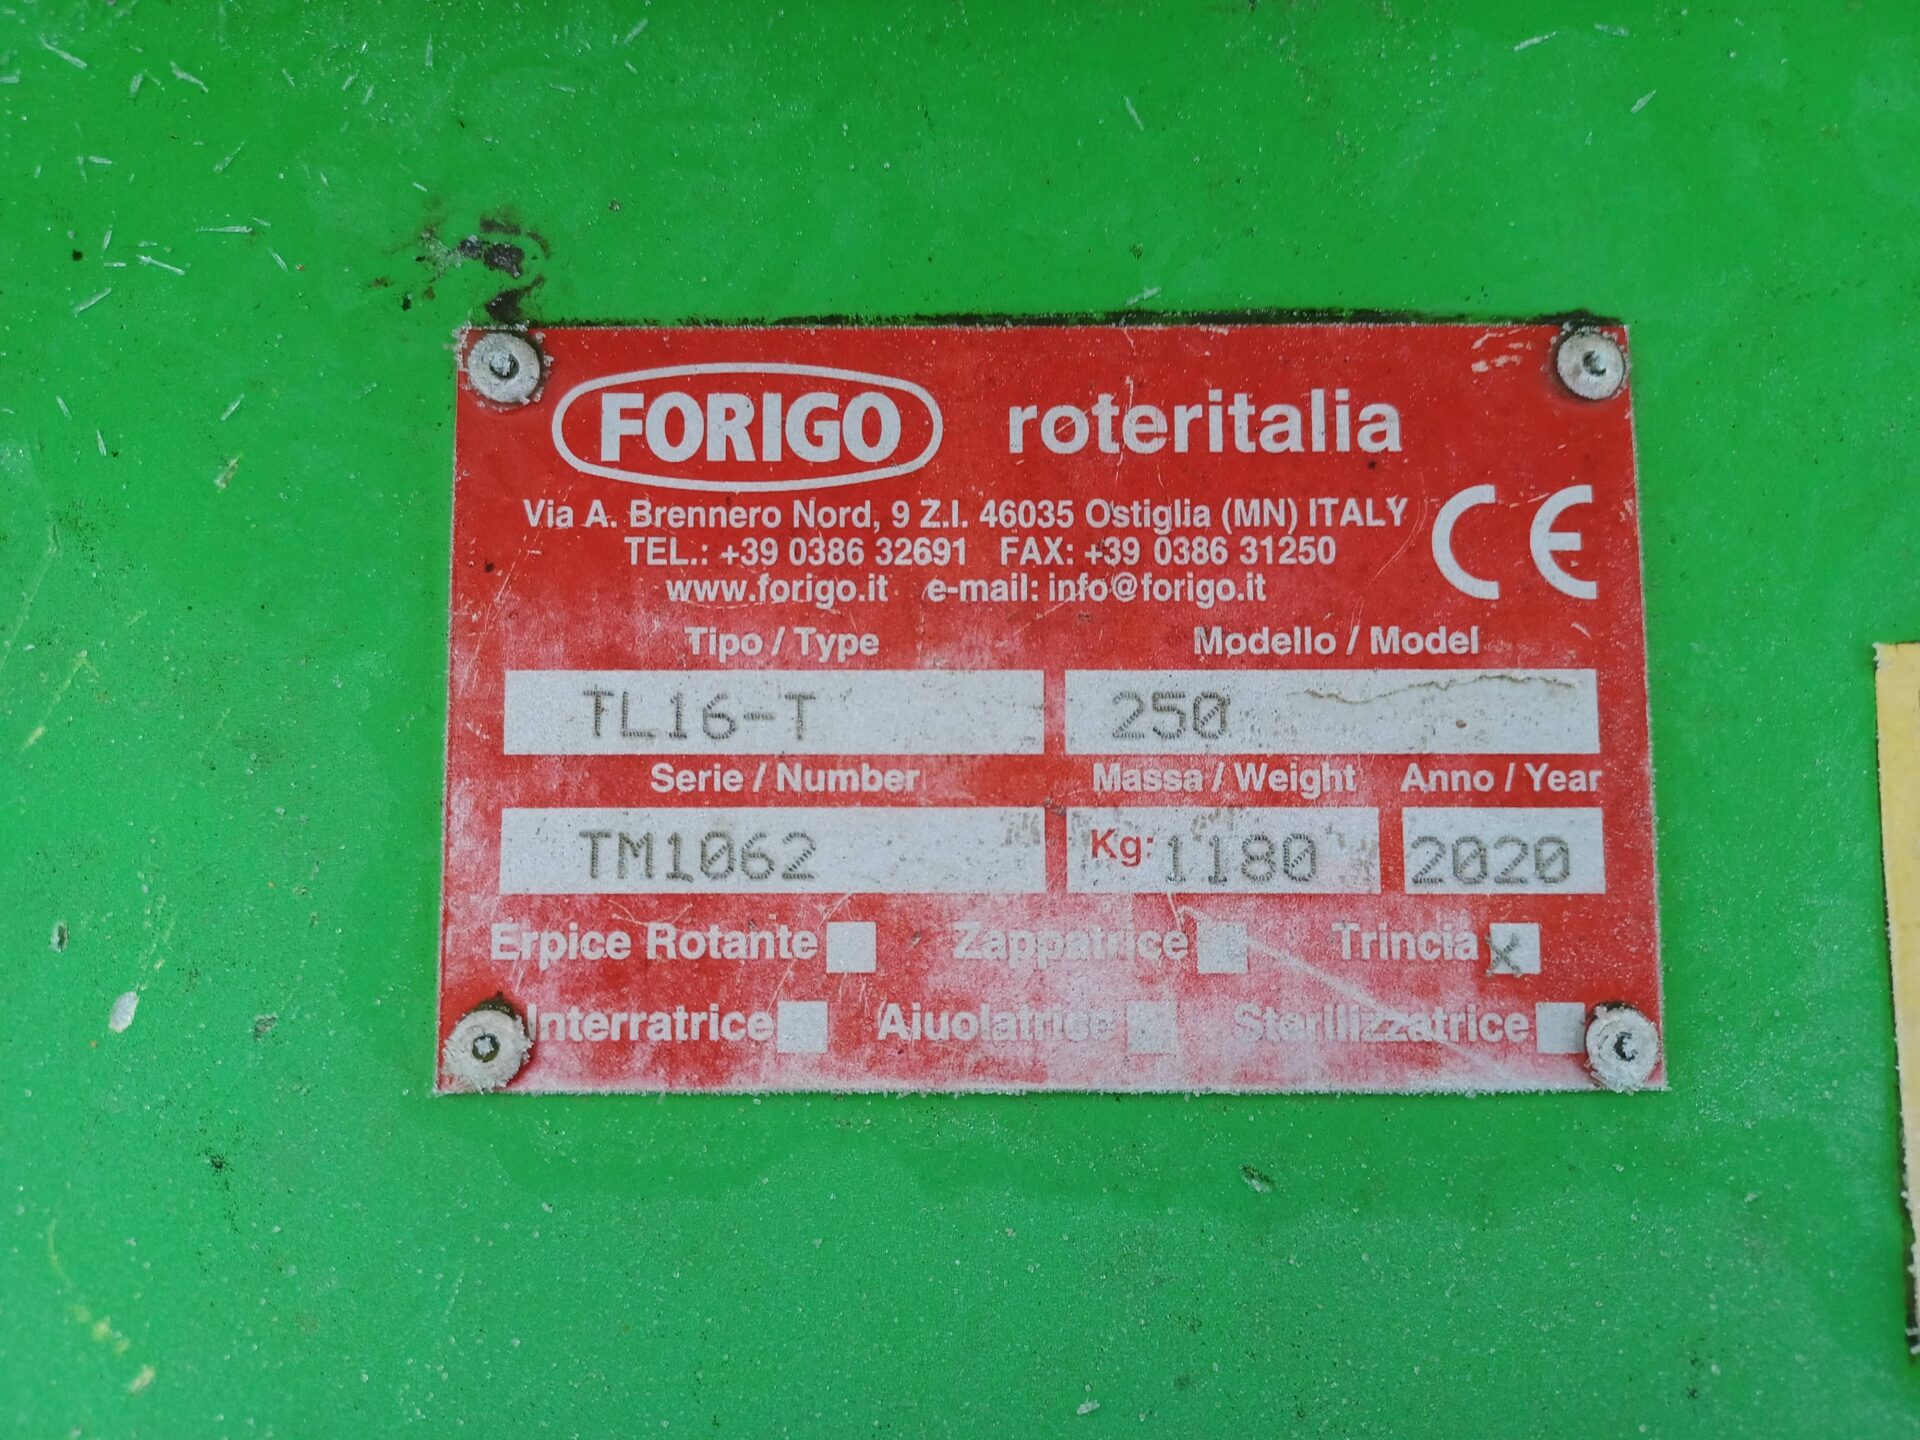 FORIGO roteritalia
Via A. Brennero Nord, 9 Z.I. 46035 Ostiglia (MN) ITALY
TEL.: +39 0386 32691 FAX: +39 0386 31250
www.forigo.it e-mail: info@forigo.it
CE
Tipo / Type Modello / Model
TL16-T 250
Serie / Number Massa / Weight Anno / Year
TM1062 Kg: 1180 2020
Erpice Rotante Zappatrice Trincia X
Interratrice Aiuolatrice Sterilizzatrice